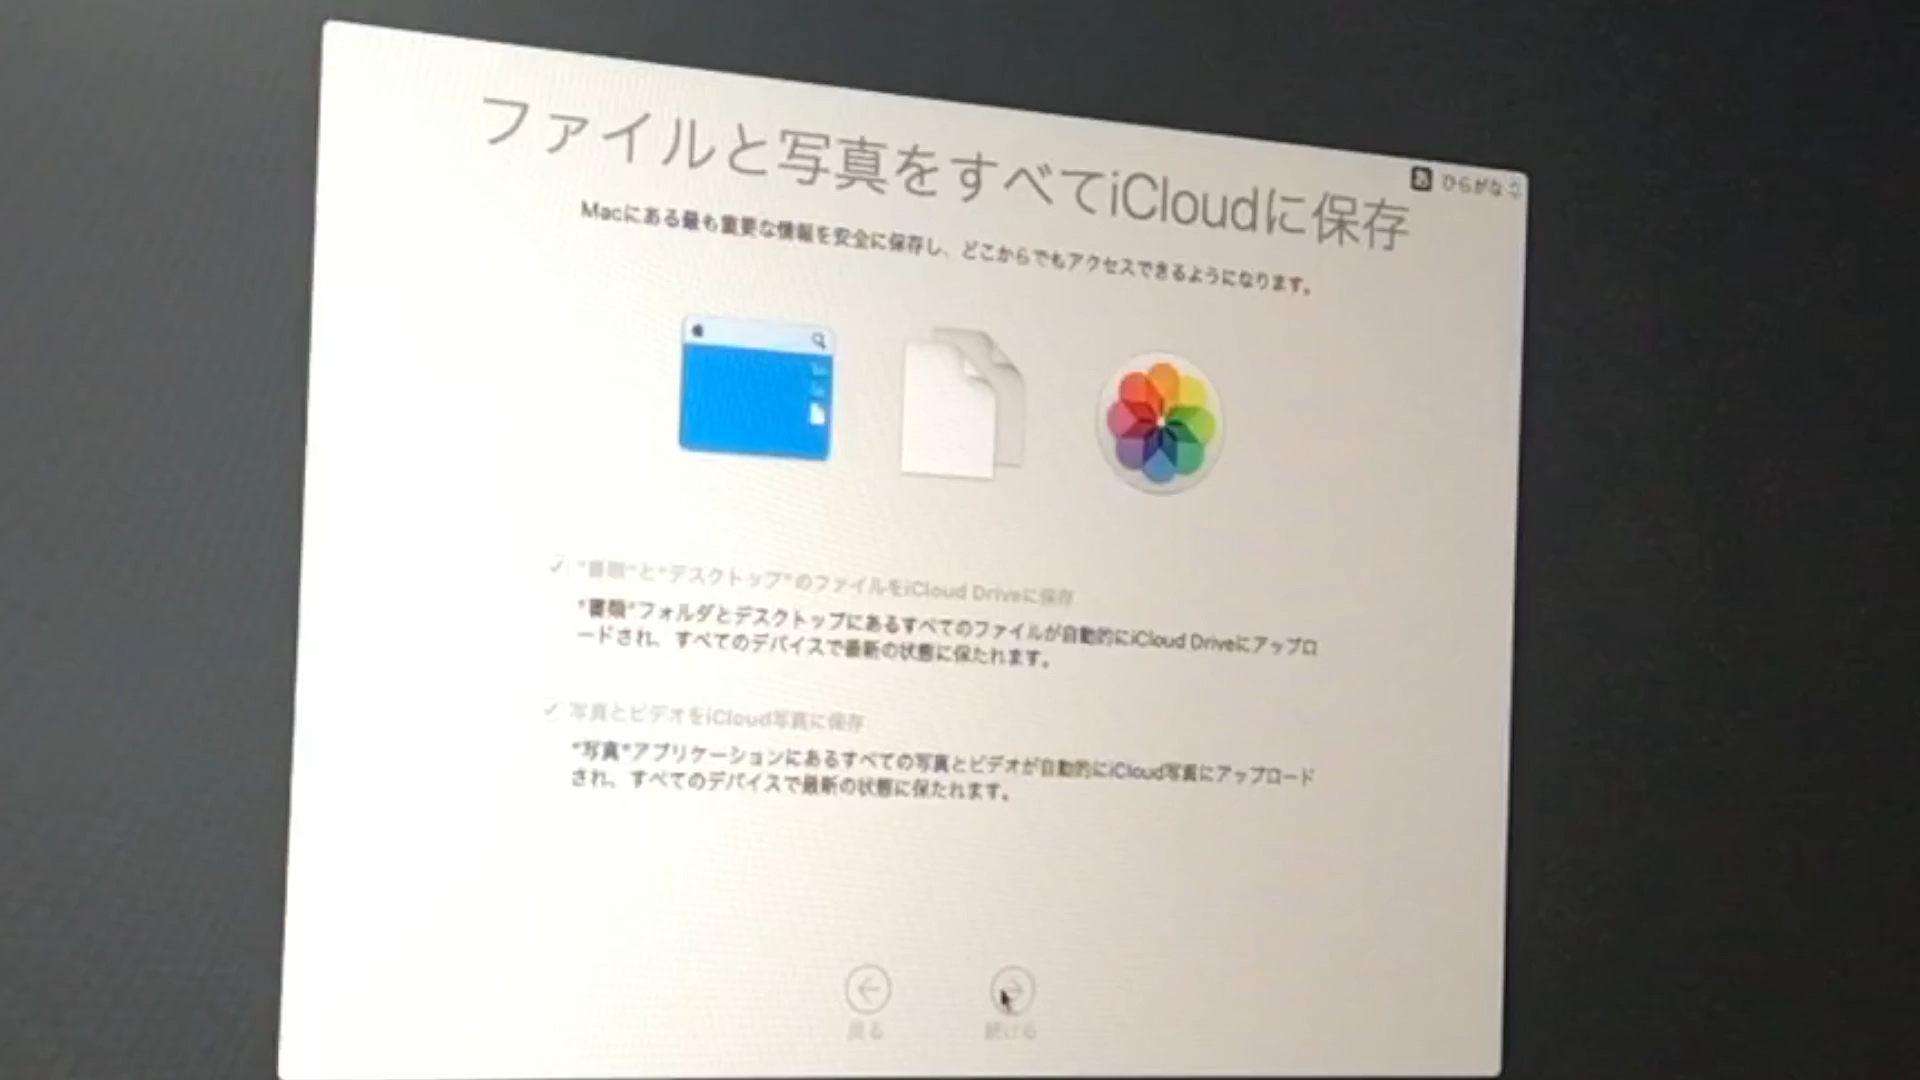 ひらがな
ファイルと写真をすべてiCloudに保存
Macにある最も重要な情報を安全に保存し、どこからでもアクセスできるようになります。
"書類"と"デスクトップ"のファイルをiCloud Driveに保存
"書類"フォルダとデスクトップにあるすべてのファイルが自動的にiCloud Driveにアップロ
ードされ、すべてのデバイスで最新の状態に保たれます。
写真とビデオをiCloud写真に保存
"写真"アプリケーションにあるすべての写真とビデオが自動的にiCloud写真にアップロード
され、すべてのデバイスで最新の状態に保たれます。
戻る
続ける